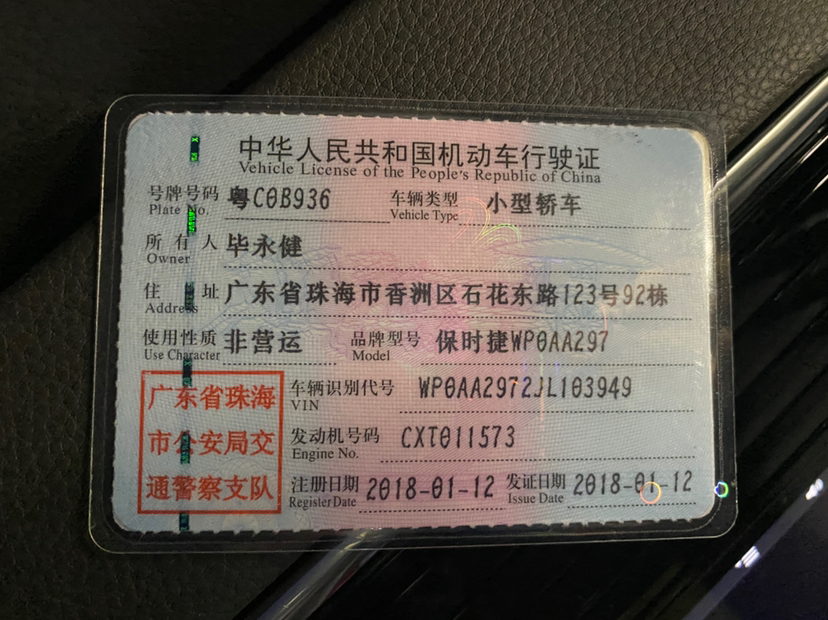 中华人民共和国机动车行驶证
Vehicle License of the People's Republic of China
号牌号码 粤C0B936 车辆类型 小型轿车
Plate No. Vehicle Type
所有人 毕永健
Owner
住址 广东省珠海市香洲区石花东路123号92栋
Address
使用性质 非营运 品牌型号 保时捷WP0AA297
Use Character Model
广东省珠海
市公安局交
通警察支队
车辆识别代号 WP0AA2972JL103949
VIN
发动机号码 CXT011573
Engine No.
注册日期 2018-01-12 发证日期 2018-01-12
Register Date Issue Date